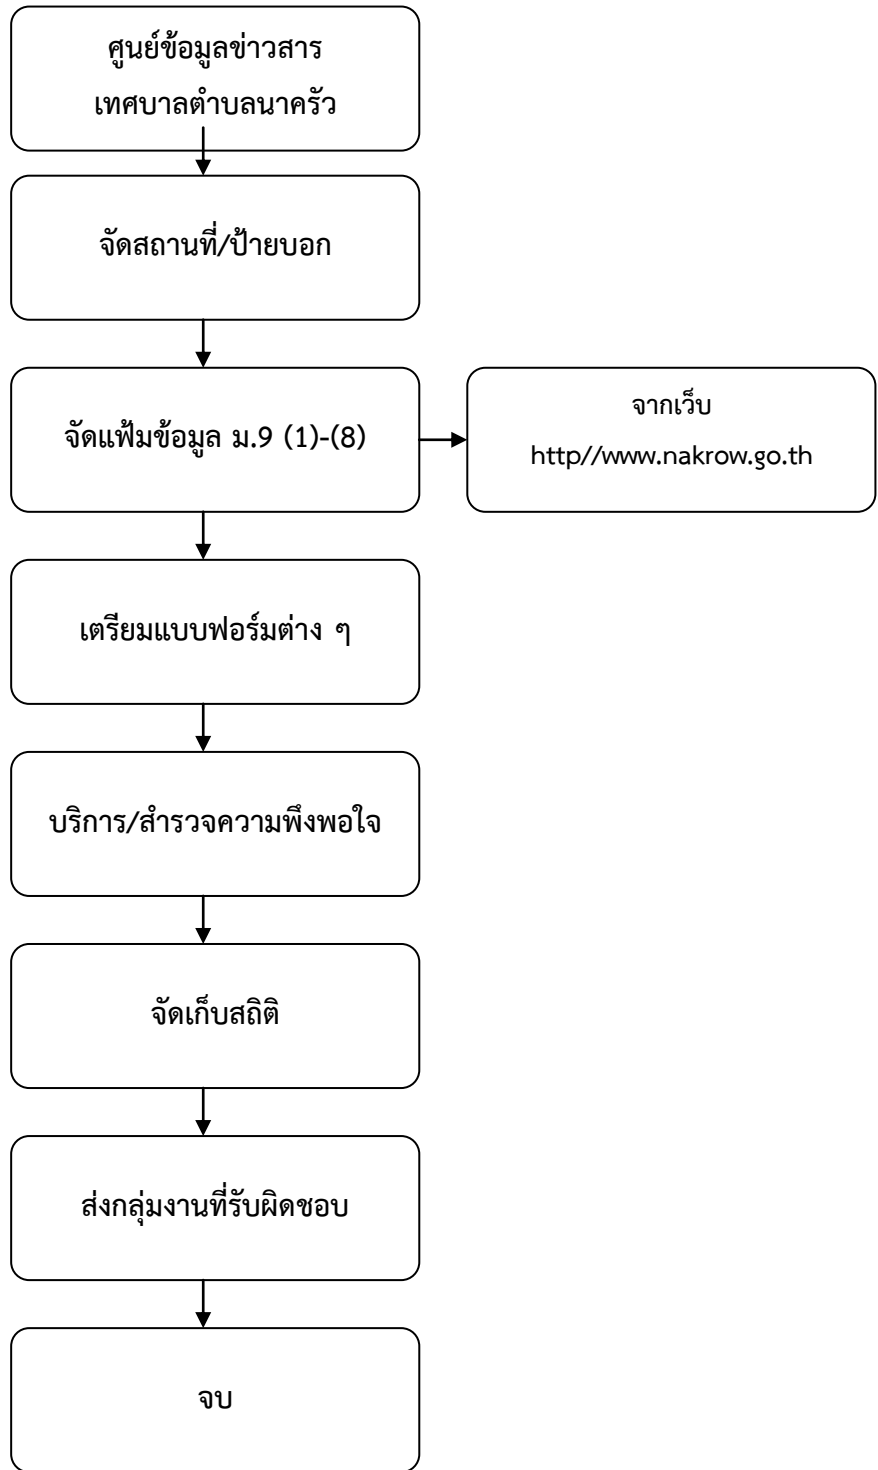 ศูนย์ข้อมูลข่าวสาร
เทศบาลตำบลนาครัว
จัดสถานที่/ป้ายบอก
จัดแฟ้มข้อมูล ม.9 (1)-(8)
จากเว็บ
http//www.nakrow.go.th
เตรียมแบบฟอร์มต่าง ๆ
บริการ/สำรวจความพึงพอใจ
จัดเก็บสถิติ
ส่งกลุ่มงานที่รับผิดชอบ
จบ